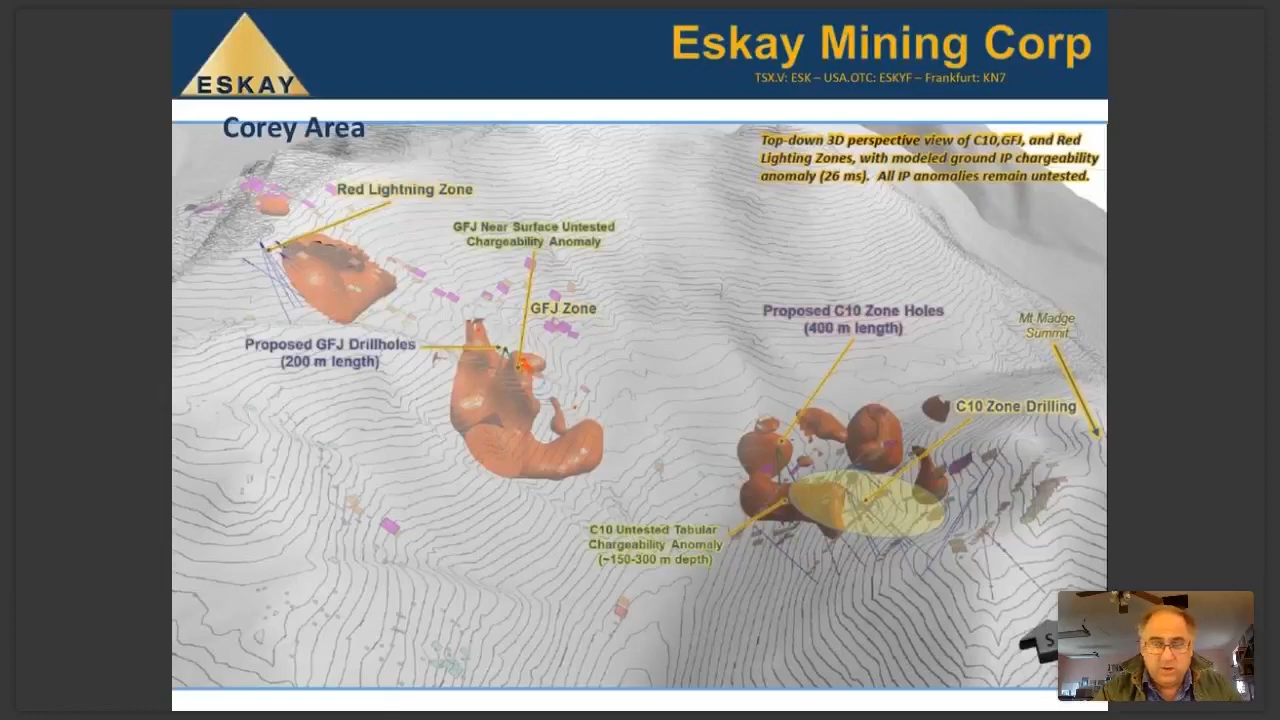 ESKAY
Eskay Mining Corp
TSX.V: ESK – USA.OTC: ESKYF – Frankfurt: KN7
Corey Area
Top-down 3D perspective view of C10,GFJ, and Red
Lighting Zones, with modeled ground IP chargeability
anomaly (26 ms). All IP anomalies remain untested.
Red Lightning Zone
GFJ Near Surface Untested
Chargeability Anomaly
GFJ Zone
Proposed GFJ Drillholes
(200 m length)
Proposed C10 Zone Holes
(400 m length)
Mt Madge
Summit
C10 Zone Drilling
C10 Untested Tabular
Chargeability Anomaly
(~150-300 m depth)
S